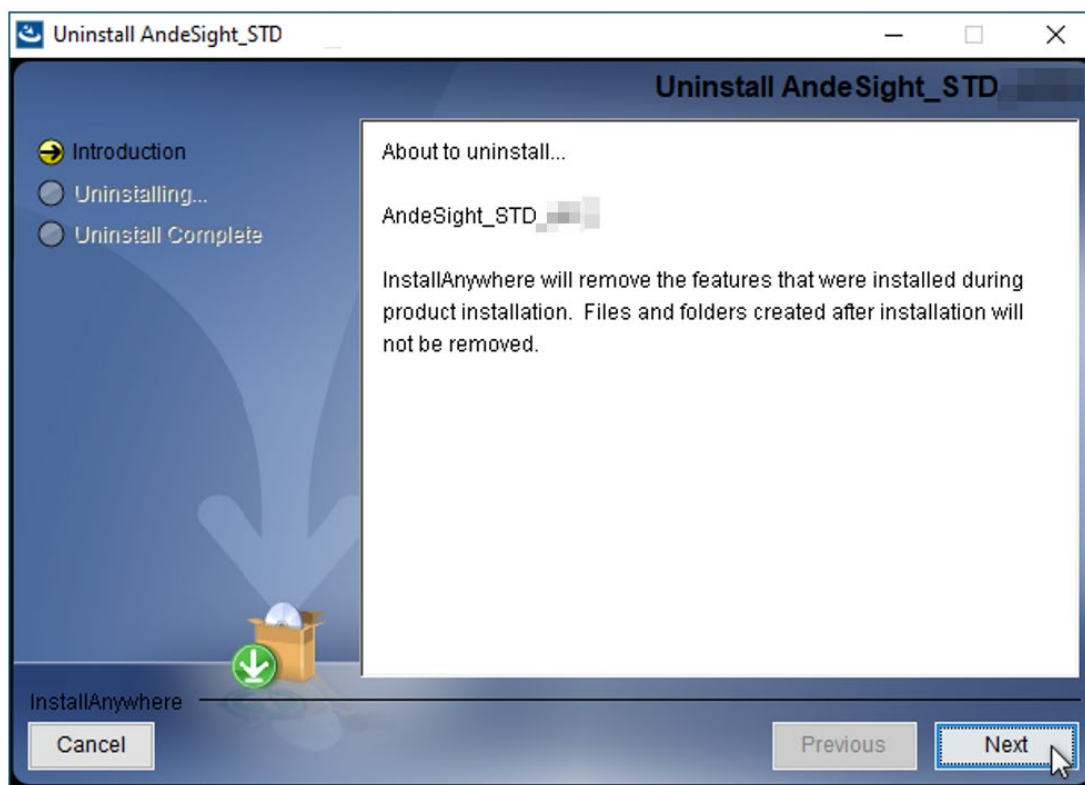 Uninstall AndeSight_STD
Uninstall AndeSight_STD
Introduction
Uninstalling...
Uninstall Complete
About to uninstall...
AndeSight_STD_
InstallAnywhere will remove the features that were installed during
product installation.  Files and folders created after installation will
not be removed.
InstallAnywhere
Cancel
Previous
Next